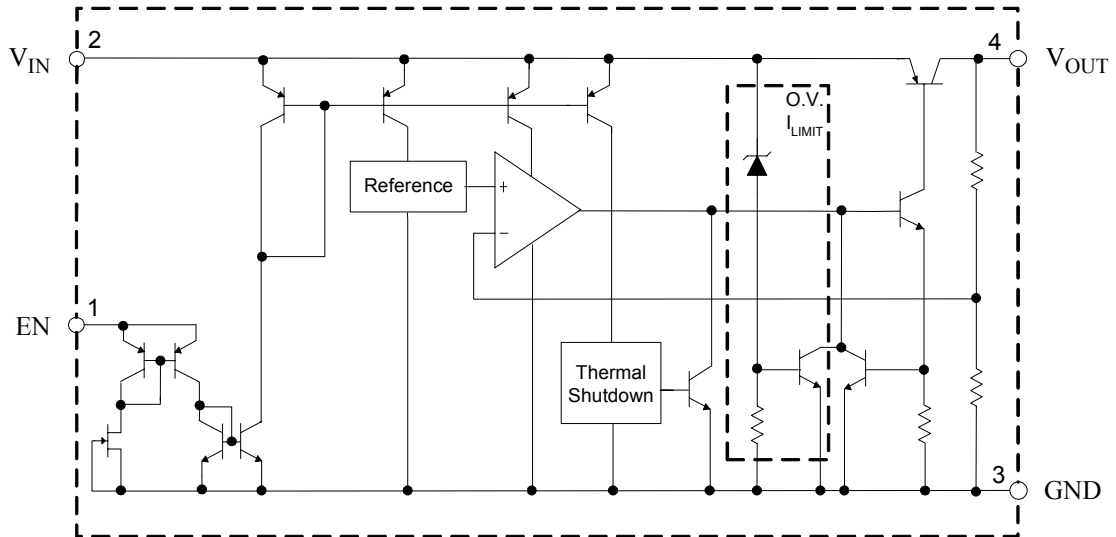 2
V_IN
4
V_OUT
O.V.
I_LIMIT
Reference
+
−
1
EN
Thermal
Shutdown
3
GND